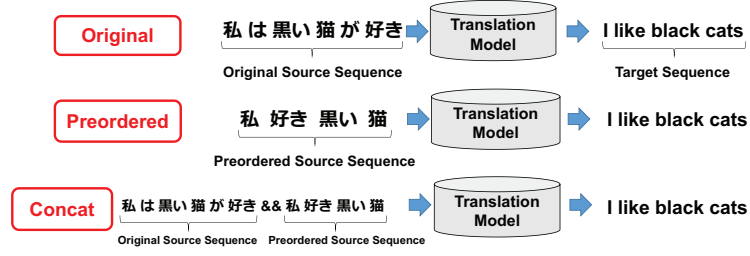 Original
私 は 黒い 猫 が 好き
Translation
Model
I like black cats
Original Source Sequence
Target Sequence
Preordered
私 好き 黒い 猫
Translation
Model
I like black cats
Preordered Source Sequence
Concat
私 は 黒い 猫 が 好き && 私 好き 黒い 猫
Translation
Model
I like black cats
Original Source Sequence
Preordered Source Sequence